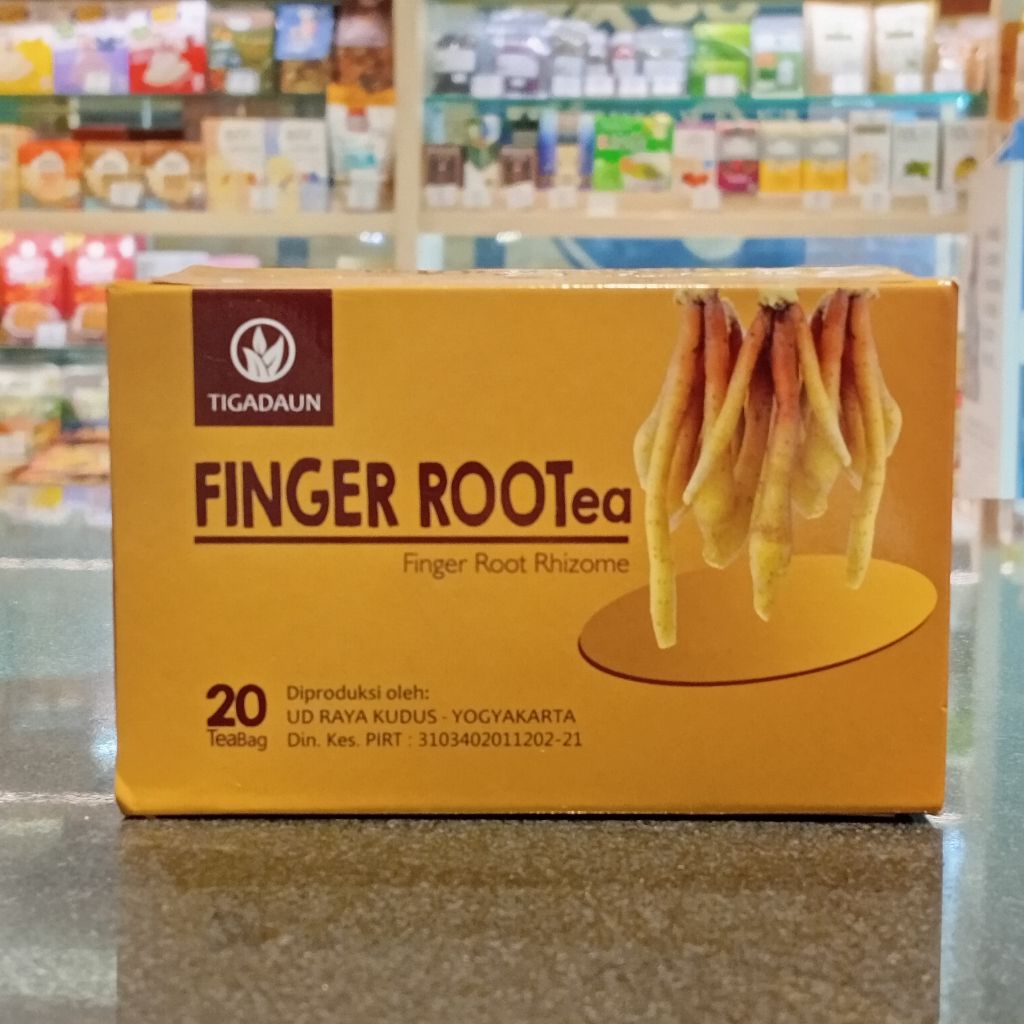 TIGADAUN
FINGER ROOTea
Finger Root Rhizome
20
TeaBag
Diproduksi oleh:
UD RAYA KUDUS - YOGYAKARTA
Din. Kes. PIRT : 3103402011202-21